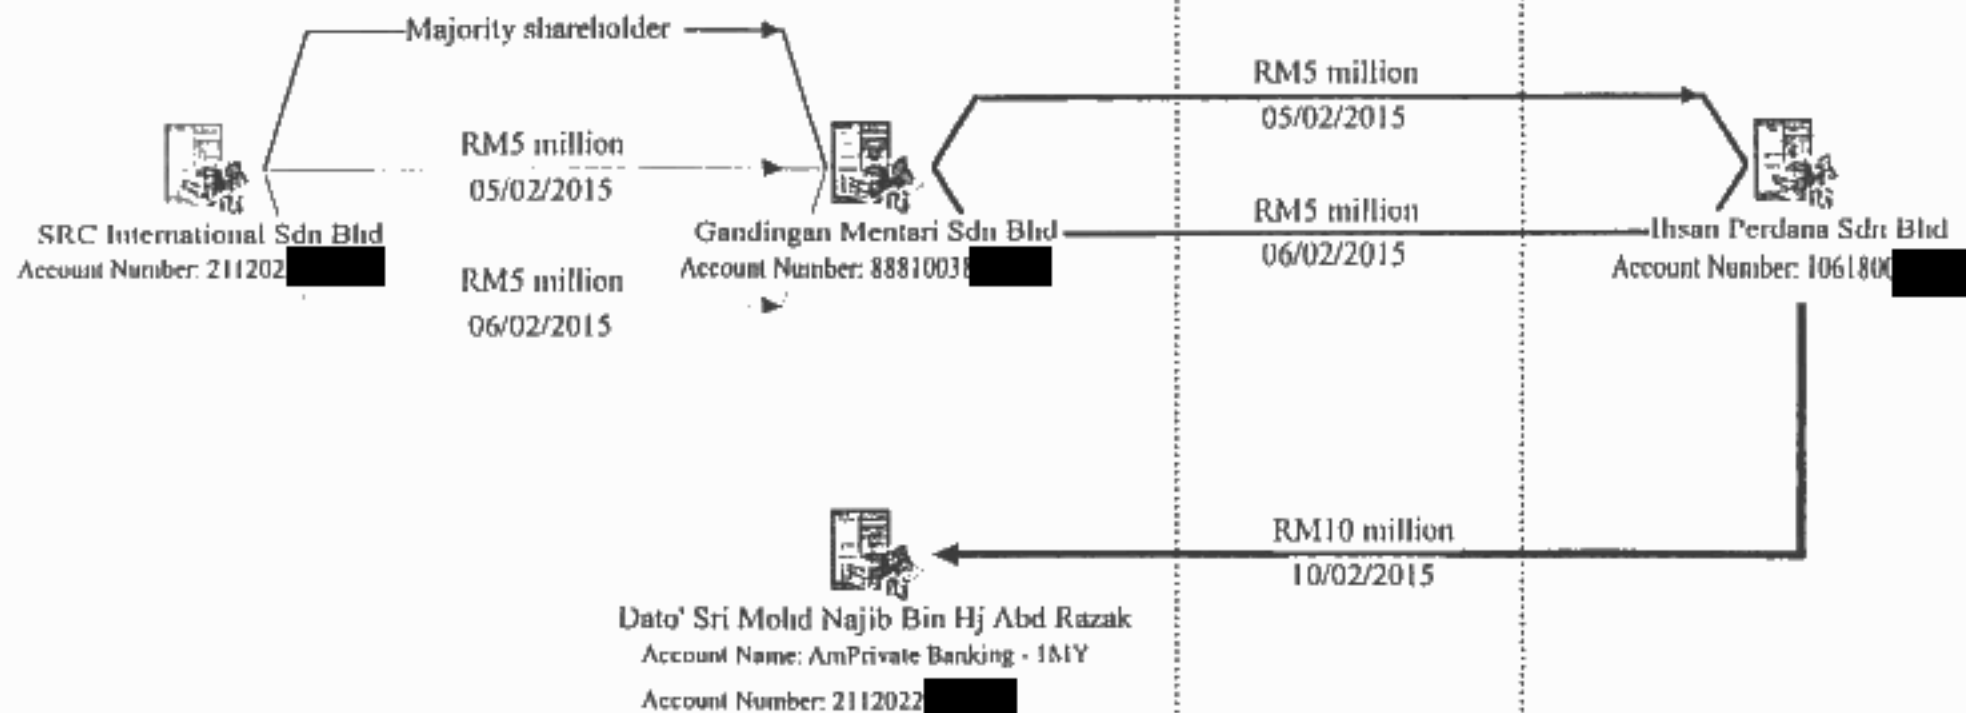 Majority shareholder
RM5 million
05/02/2015
RM5 million
05/02/2015
SRC International Sdn Bhd
Account Number: 211202
RM5 million
06/02/2015
Gandingan Mentari Sdn Bhd
Account Number: 8881003
RM5 million
06/02/2015
Ihsan Perdana Sdn Bhd
Account Number: 106180
RM10 million
10/02/2015
Dato' Sri Mohd Najib Bin Hj Abd Razak
Account Name: AmPrivate Banking - 1MY
Account Number: 2112022